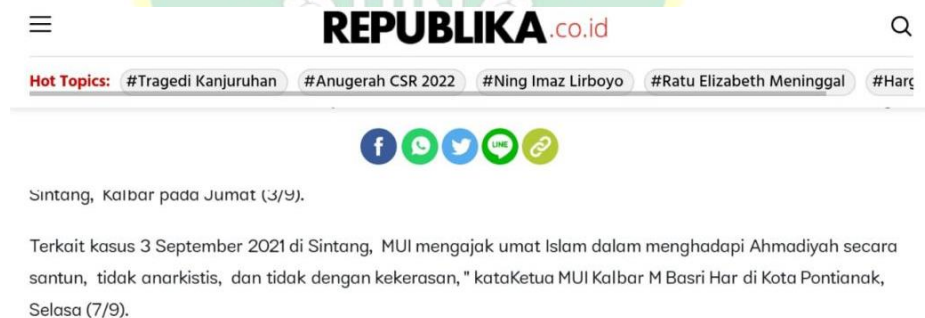 REPUBLIKA.co.id
Hot Topics: #Tragedi Kanjuruhan #Anugerah CSR 2022 #Ning Imaz Lirboyo #Ratu Elizabeth Meninggal #Harg
LINE
Sintang, Kalbar pada Jumat (3/9).
Terkait kasus 3 September 2021 di Sintang, MUI mengajak umat Islam dalam menghadapi Ahmadiyah secara
santun, tidak anarkistis, dan tidak dengan kekerasan," kataKetua MUI Kalbar M Basri Har di Kota Pontianak,
Selasa (7/9).